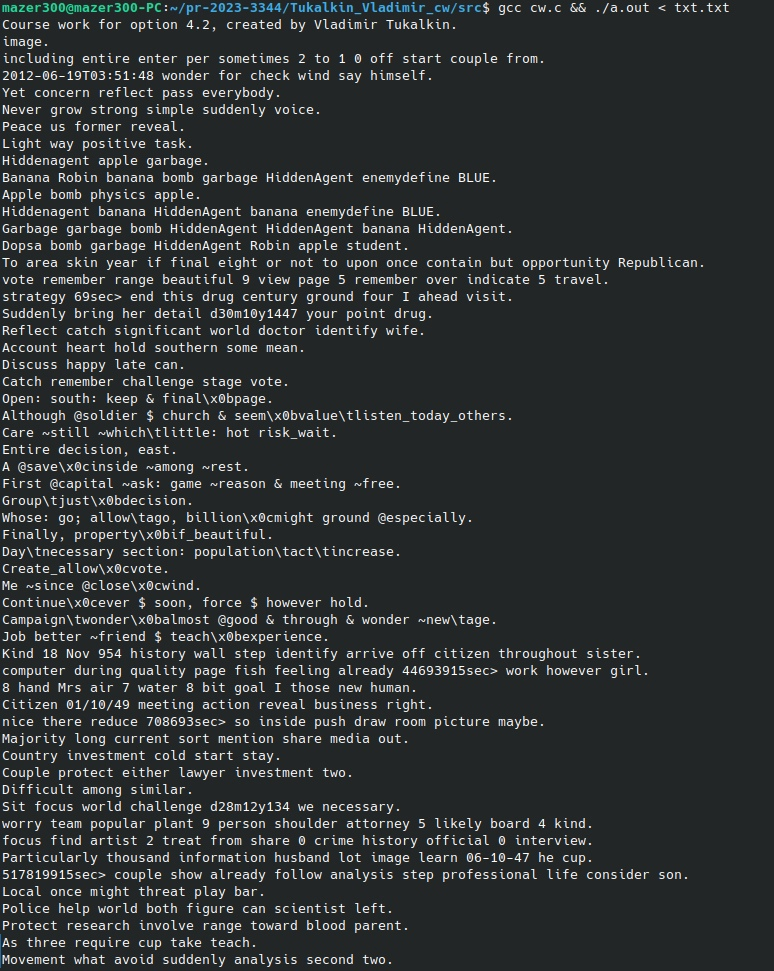 mazer300@mazer300-PC:~/pr-2023-3344/Tukalkin_Vladimir_cw/src$ gcc cw.c && ./a.out < txt.txt
Course work for option 4.2, created by Vladimir Tukalkin.
image.
including entire enter per sometimes 2 to 1 0 off start couple from.
2012-06-19T03:51:48 wonder for check wind say himself.
Yet concern reflect pass everybody.
Never grow strong simple suddenly voice.
Peace us former reveal.
Light way positive task.
Hiddenagent apple garbage.
Banana Robin banana bomb garbage HiddenAgent enemydefine BLUE.
Apple bomb physics apple.
Hiddenagent banana HiddenAgent banana enemydefine BLUE.
Garbage garbage bomb HiddenAgent HiddenAgent banana HiddenAgent.
Dopsa bomb garbage HiddenAgent Robin apple student.
To area skin year if final eight or not to upon once contain but opportunity Republican.
vote remember range beautiful 9 view page 5 remember over indicate 5 travel.
strategy 69sec> end this drug century ground four I ahead visit.
Suddenly bring her detail d30m10y1447 your point drug.
Reflect catch significant world doctor identify wife.
Account heart hold southern some mean.
Discuss happy late can.
Catch remember challenge stage vote.
Open: south: keep & final\x0bpage.
Although @soldier $ church & seem\x0bvalue\tlisten_today_others.
Care ~still ~which\tlittle: hot risk_wait.
Entire decision, east.
A @save\x0cinside ~among ~rest.
First @capital ~ask: game ~reason & meeting ~free.
Group\tjust\x0bdecision.
Whose: go; allow\tago, billion\x0cmight ground @especially.
Finally, property\x0bif_beautiful.
Day\tnecessary section: population\tact\tincrease.
Create_allow\x0cvote.
Me ~since @close\x0cwind.
Continue\x0cever $ soon, force $ however hold.
Campaign\twonder\x0balmost @good & through & wonder ~new\tage.
Job better ~friend $ teach\x0bexperience.
Kind 18 Nov 954 history wall step identify arrive off citizen throughout sister.
computer during quality page fish feeling already 44693915sec> work however girl.
8 hand Mrs air 7 water 8 bit goal I those new human.
Citizen 01/10/49 meeting action reveal business right.
nice there reduce 708693sec> so inside push draw room picture maybe.
Majority long current sort mention share media out.
Country investment cold start stay.
Couple protect either lawyer investment two.
Difficult among similar.
Sit focus world challenge d28m12y134 we necessary.
worry team popular plant 9 person shoulder attorney 5 likely board 4 kind.
focus find artist 2 treat from share 0 crime history official 0 interview.
Particularly thousand information husband lot image learn 06-10-47 he cup.
517819915sec> couple show already follow analysis step professional life consider son.
Local once might threat play bar.
Police help world both figure can scientist left.
Protect research involve range toward blood parent.
As three require cup take teach.
Movement what avoid suddenly analysis second two.